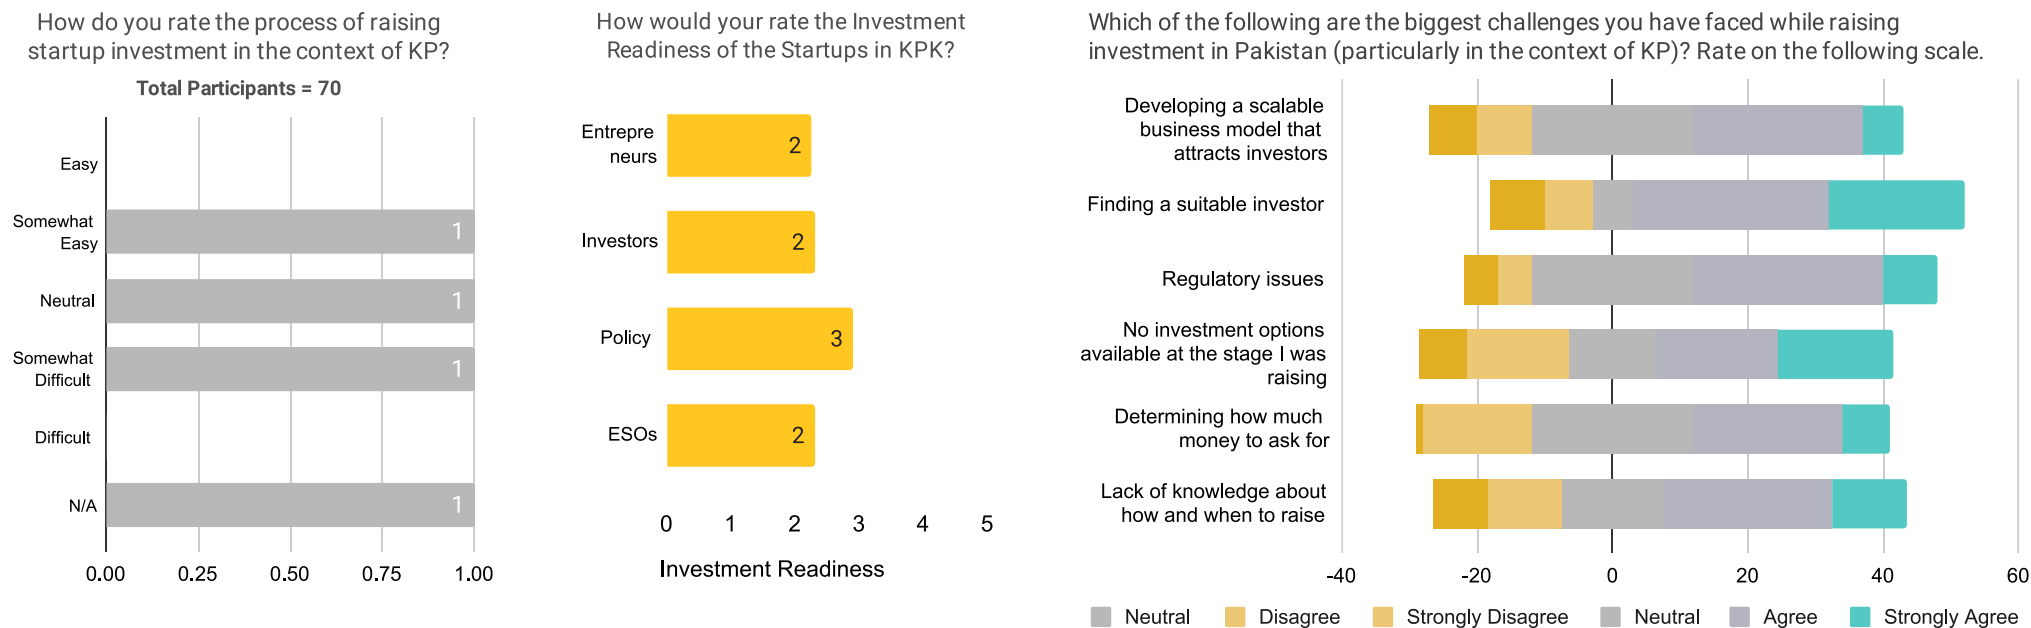 How do you rate the process of raising
startup investment in the context of KP?
Total Participants = 70
Easy
Somewhat
Easy
1
Neutral
1
Somewhat
Difficult
1
Difficult
N/A
1
0.00 0.25 0.50 0.75 1.00
How would your rate the Investment
Readiness of the Startups in KPK?
Entrepre
neurs
2
Investors
2
Policy
3
ESOs
2
0 1 2 3 4 5
Investment Readiness
Which of the following are the biggest challenges you have faced while raising
investment in Pakistan (particularly in the context of KP)? Rate on the following scale.
Developing a scalable
business model that
attracts investors
Finding a suitable investor
Regulatory issues
No investment options
available at the stage I was
raising
Determining how much
money to ask for
Lack of knowledge about
how and when to raise
-40 -20 0 20 40 60
Neutral Disagree Strongly Disagree Neutral Agree Strongly Agree